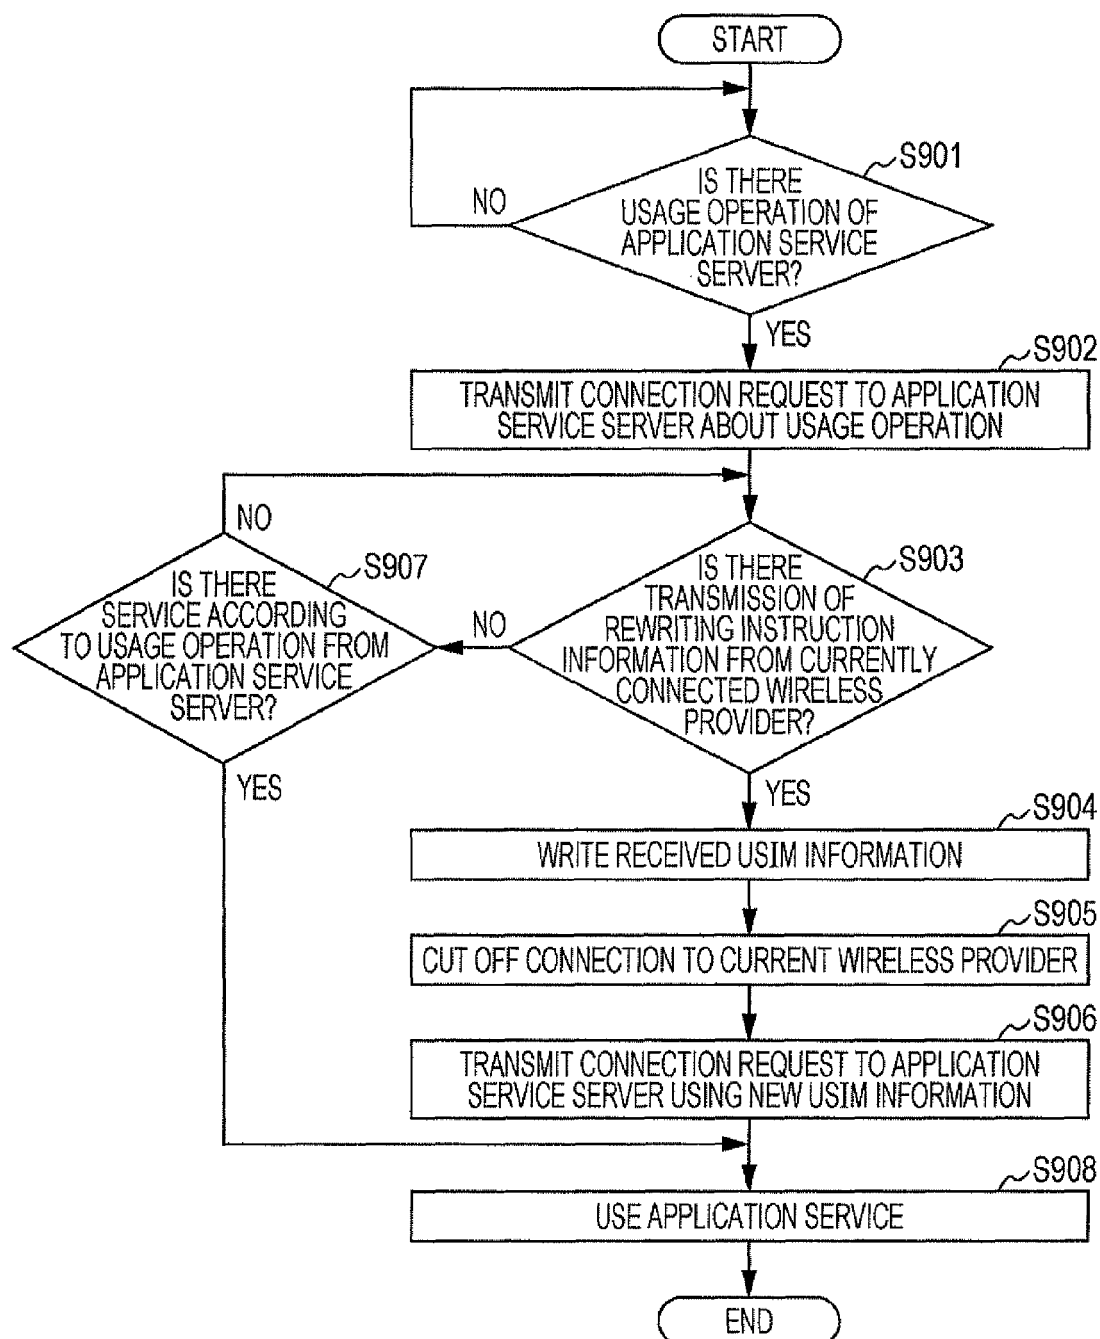 START
S901
IS THERE
USAGE OPERATION OF
APPLICATION SERVICE
SERVER?
NO
YES
S902
TRANSMIT CONNECTION REQUEST TO APPLICATION
SERVICE SERVER ABOUT USAGE OPERATION
NO
S907
IS THERE
SERVICE ACCORDING
TO USAGE OPERATION FROM
APPLICATION SERVICE
SERVER?
YES
NO
S903
IS THERE
TRANSMISSION OF
REWRITING INSTRUCTION
INFORMATION FROM CURRENTLY
CONNECTED WIRELESS
PROVIDER?
YES
S904
WRITE RECEIVED USIM INFORMATION
S905
CUT OFF CONNECTION TO CURRENT WIRELESS PROVIDER
S906
TRANSMIT CONNECTION REQUEST TO APPLICATION
SERVICE SERVER USING NEW USIM INFORMATION
S908
USE APPLICATION SERVICE
END